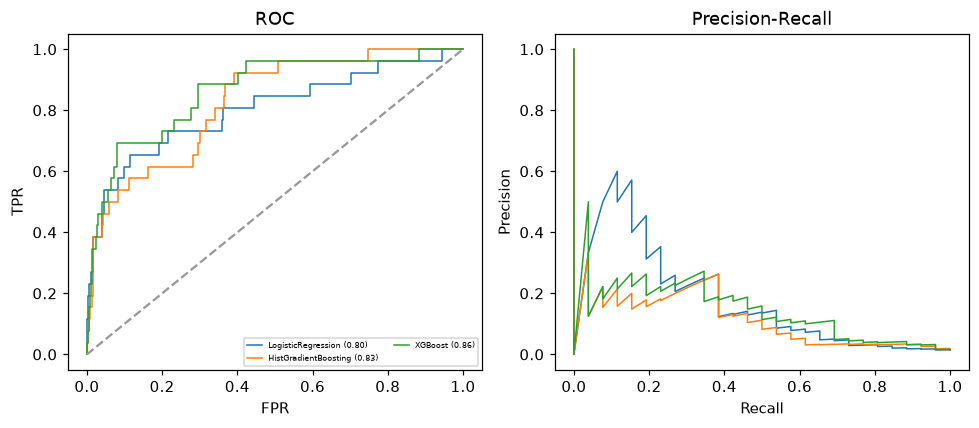 ROC
1.0
0.8
0.6
0.4
0.2
0.0
TPR
0.0 0.2 0.4 0.6 0.8 1.0
FPR
LogisticRegression (0.80)
HistGradientBoosting (0.83)
XGBoost (0.86)
Precision-Recall
1.0
0.8
0.6
0.4
0.2
0.0
Precision
0.0 0.2 0.4 0.6 0.8 1.0
Recall